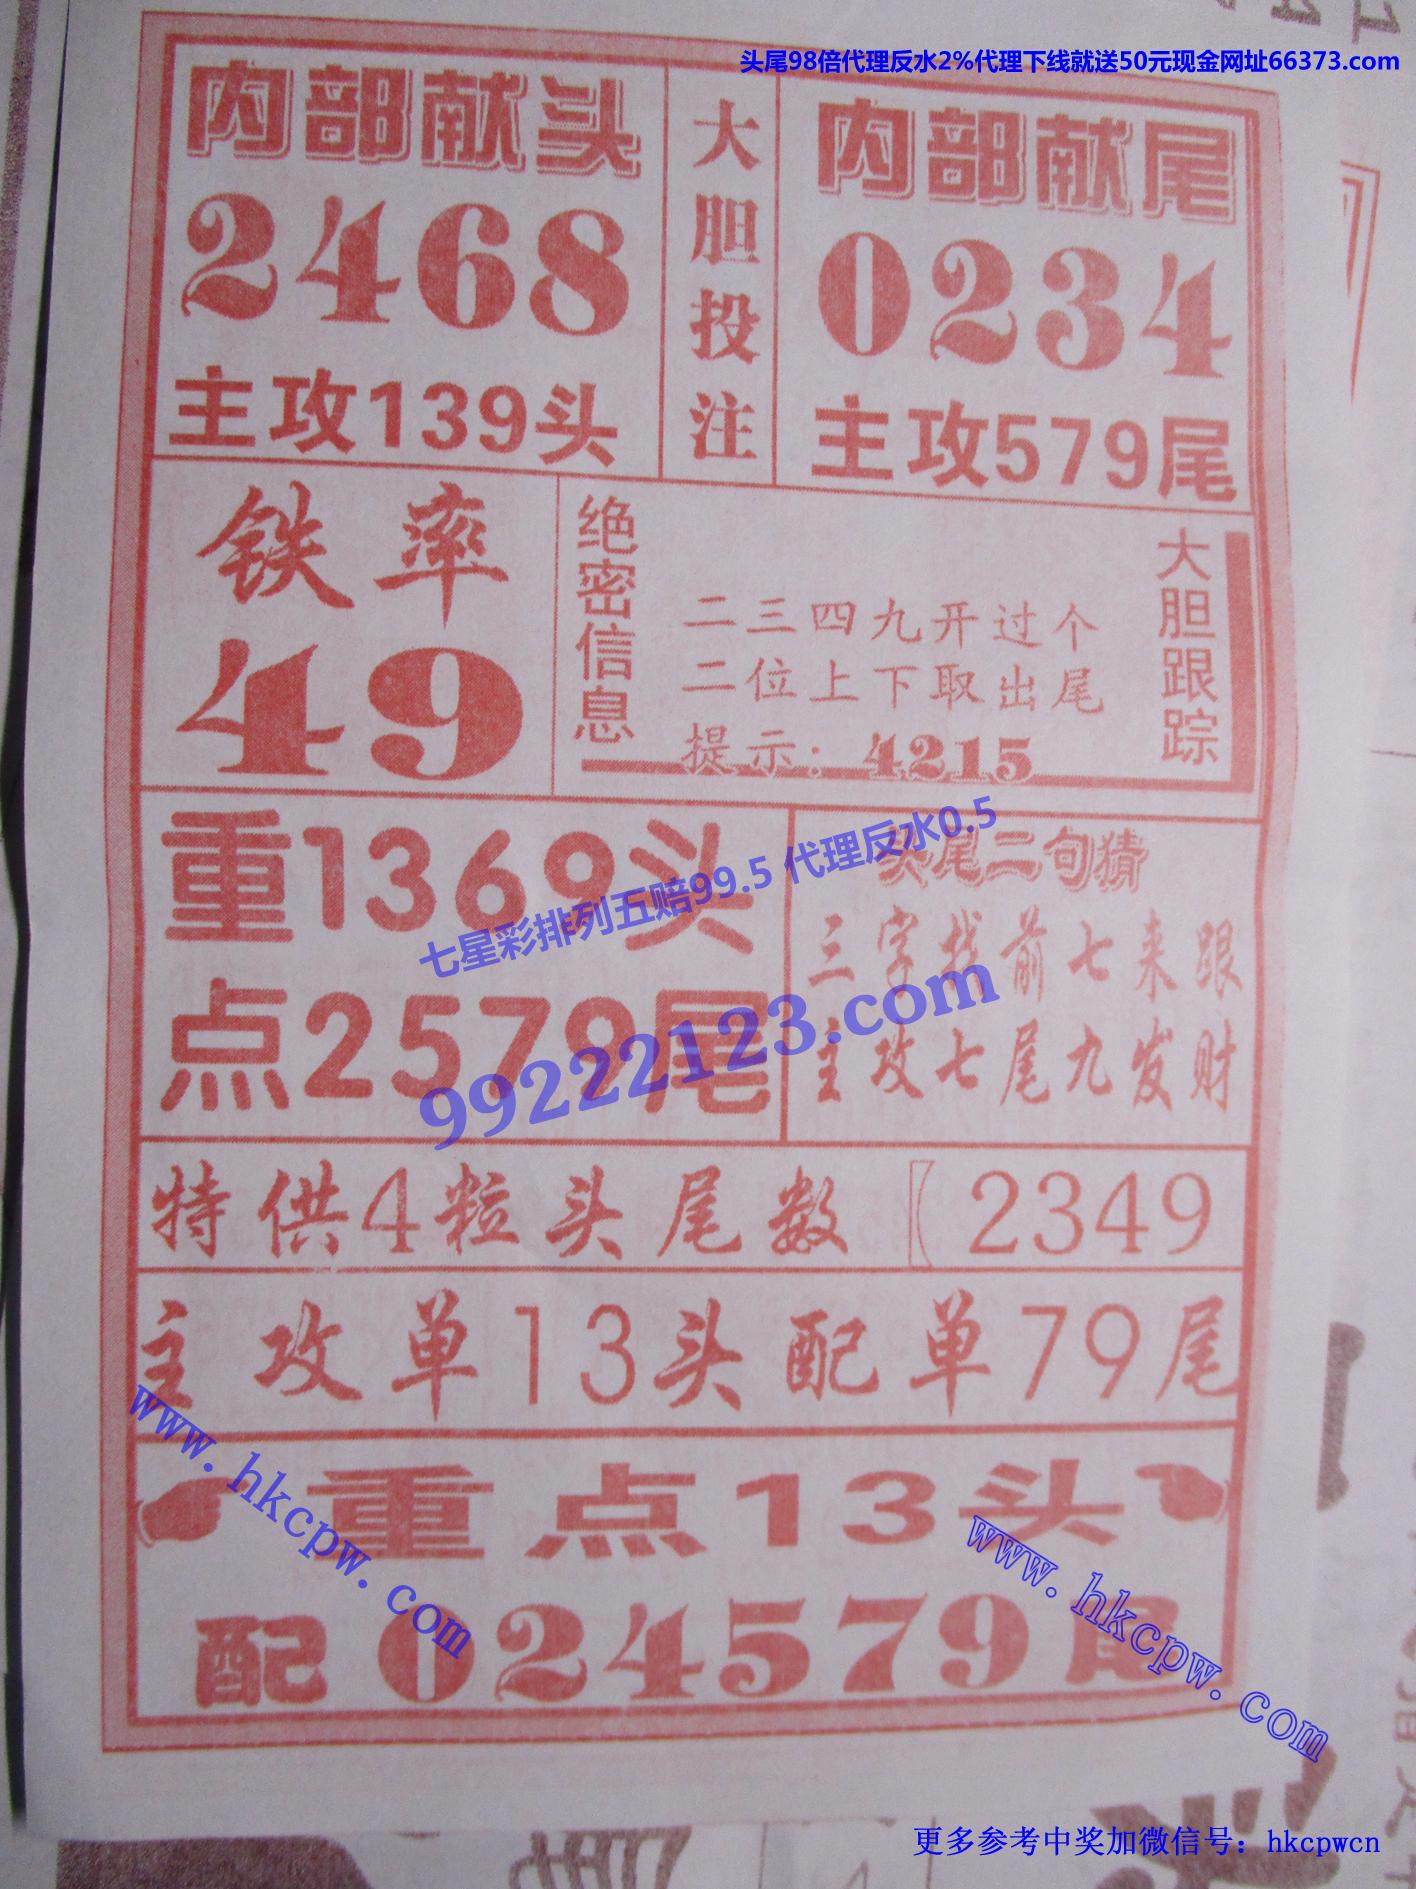 头尾98倍代理反水2%代理下线就送50元现金网址66373.com
内部献头
2468
主攻139头
大胆投注
内部献尾
0234
主攻579尾
铁率
49
绝密信息
二三四九开过个
二位上下取出尾
提示：4215
大胆跟踪
重1369头
点2579尾
头尾二句猜
三字找前七来跟
主攻七尾九发财
七星彩排列五赔99.5 代理反水0.5
99222123.com
特供4粒头尾数〖2349
主攻单13头配单79尾
重点13头
配024579尾
www.hkcpw.com
www.hkcpw.com
更多参考中奖加微信号：hkcpwcn